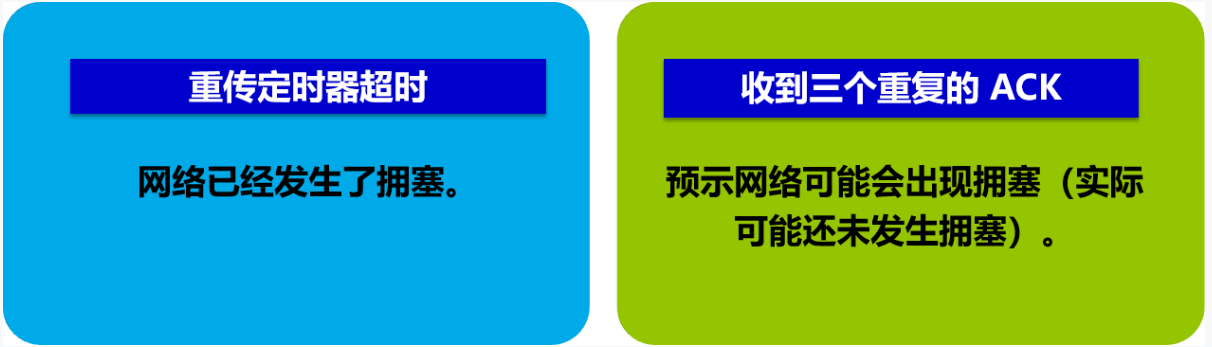 重传定时器超时
网络已经发生了拥塞。
收到三个重复的 ACK
预示网络可能会出现拥塞（实际
可能还未发生拥塞）。